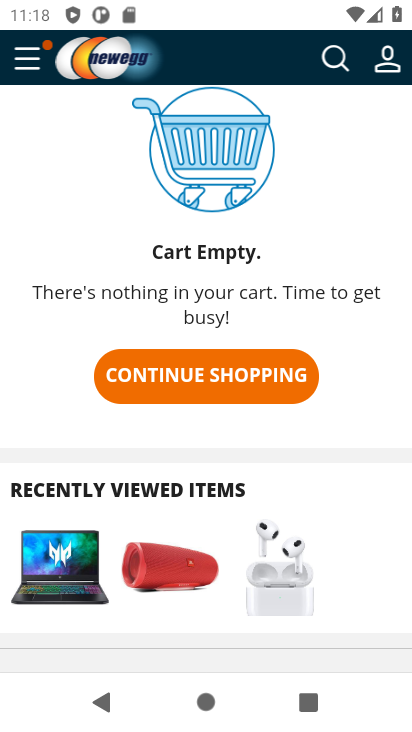 11:18
newegg
Cart Empty.
There's nothing in your cart. Time to get
busy!
CONTINUE SHOPPING
RECENTLY VIEWED ITEMS